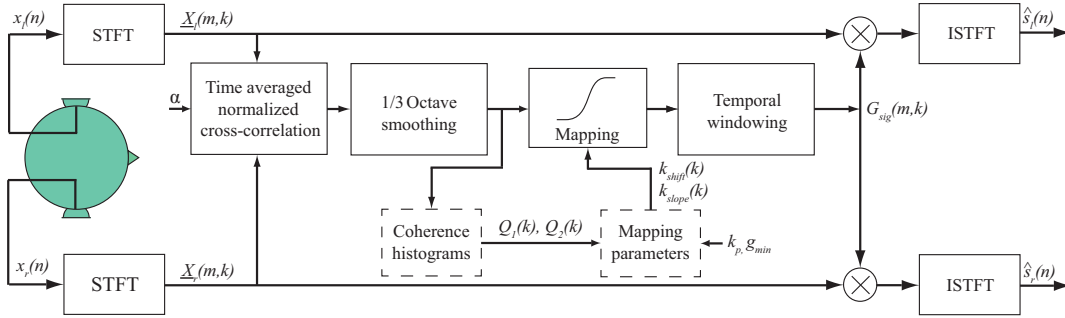 x_l(n)
STFT
X_l(m,k)
ISTFT
ŝ_l(n)
α
Time averaged
normalized
cross-correlation
1/3 Octave
smoothing
Mapping
Temporal
windowing
G_sig(m,k)
k_shift(k)
k_slope(k)
Coherence
histograms
Q_1(k), Q_2(k)
Mapping
parameters
k_p, g_min
x_r(n)
STFT
X_r(m,k)
ISTFT
ŝ_r(n)